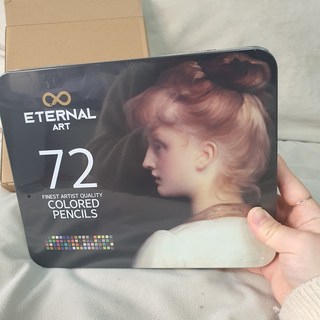 ETERNAL
ART
72
FINEST ARTIST QUALITY
COLORED
PENCILS